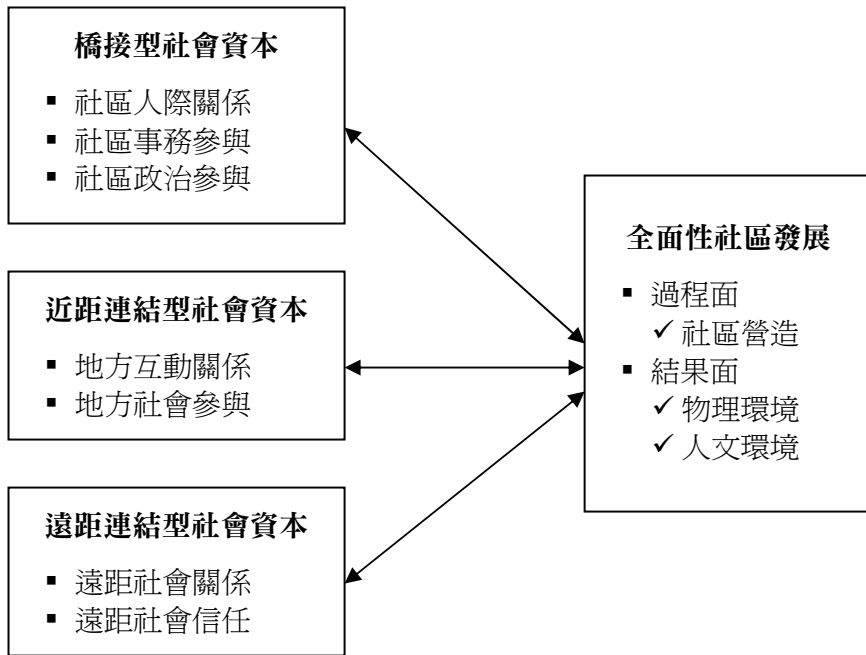 橋接型社會資本
▪ 社區人際關係
▪ 社區事務參與
▪ 社區政治參與
近距連結型社會資本
▪ 地方互動關係
▪ 地方社會參與
遠距連結型社會資本
▪ 遠距社會關係
▪ 遠距社會信任
全面性社區發展
▪ 過程面
✓ 社區營造
▪ 結果面
✓ 物理環境
✓ 人文環境